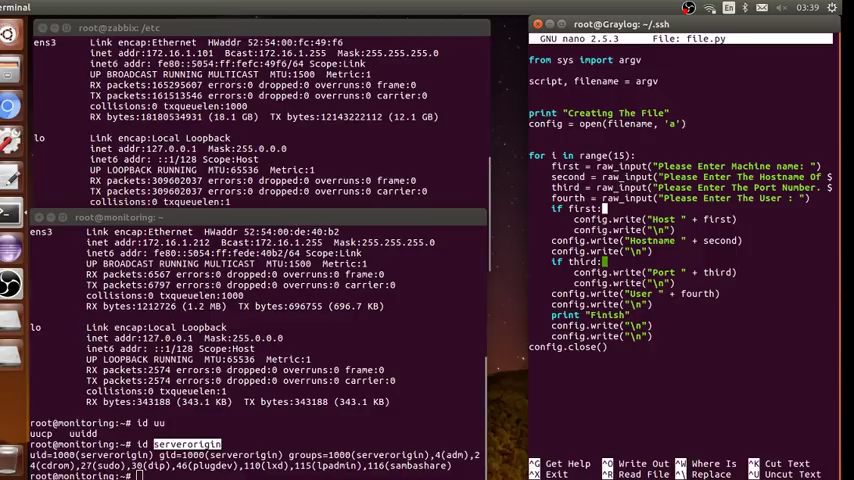 Terminal
En
03:39
root@zabbix: /etc
ens3 Link encap:Ethernet HWaddr 52:54:00:fc:49:f6
inet addr:172.16.1.101 Bcast:172.16.1.255 Mask:255.255.255.0
inet6 addr: fe80::5054:ff:fefc:49f6/64 Scope:Link
UP BROADCAST RUNNING MULTICAST MTU:1500 Metric:1
RX packets:165295607 errors:0 dropped:0 overruns:0 frame:0
TX packets:161513546 errors:0 dropped:0 overruns:0 carrier:0
collisions:0 txqueuelen:1000
RX bytes:18180534931 (18.1 GB) TX bytes:12143222112 (12.1 GB)
lo Link encap:Local Loopback
inet addr:127.0.0.1 Mask:255.0.0.0
inet6 addr: ::1/128 Scope:Host
UP LOOPBACK RUNNING MTU:65536 Metric:1
RX packets:309602037 errors:0 dropped:0 overruns:0 frame:0
TX packets:309602037 errors:0 dropped:0 overruns:0 carrier:0
collisions:0 txqueuelen:1
root@monitoring: ~
ens3 Link encap:Ethernet HWaddr 52:54:00:de:40:b2
inet addr:172.16.1.212 Bcast:172.16.1.255 Mask:255.255.255.0
inet6 addr: fe80::5054:ff:fede:40b2/64 Scope:Link
UP BROADCAST RUNNING MULTICAST MTU:1500 Metric:1
RX packets:6567 errors:0 dropped:0 overruns:0 frame:0
TX packets:6797 errors:0 dropped:0 overruns:0 carrier:0
collisions:0 txqueuelen:1000
RX bytes:1212726 (1.2 MB) TX bytes:696755 (696.7 KB)
lo Link encap:Local Loopback
inet addr:127.0.0.1 Mask:255.0.0.0
inet6 addr: ::1/128 Scope:Host
UP LOOPBACK RUNNING MTU:65536 Metric:1
RX packets:2574 errors:0 dropped:0 overruns:0 frame:0
TX packets:2574 errors:0 dropped:0 overruns:0 carrier:0
collisions:0 txqueuelen:1
RX bytes:343188 (343.1 KB) TX bytes:343188 (343.1 KB)
root@monitoring:~# id uu
uucp uuidd
root@monitoring:~# id serverorigin
uid=1000(serverorigin) gid=1000(serverorigin) groups=1000(serverorigin),4(adm),2
4(cdrom),27(sudo),30(dip),46(plugdev),110(lxd),115(lpadmin),116(sambashare)
root@monitoring:~#
root@Graylog: ~/.ssh
GNU nano 2.5.3 File: file.py
from sys import argv
script, filename = argv
print "Creating The File"
config = open(filename, 'a')
for i in range(15):
first = raw_input("Please Enter Machine name: ")
second = raw_input("Please Enter The Hostname Of $
third = raw_input("Please Enter The Port Number. $
fourth = raw_input("Please Enter The User : ")
if first:
config.write("Host " + first)
config.write("\n")
config.write("Hostname " + second)
config.write("\n")
if third:
config.write("Port " + third)
config.write("\n")
config.write("User " + fourth)
config.write("\n")
print "Finish"
config.write("\n")
config.write("\n")
config.close()
^G Get Help ^O Write Out ^W Where Is ^K Cut Text
^X Exit ^R Read File ^\ Replace ^U Uncut Text